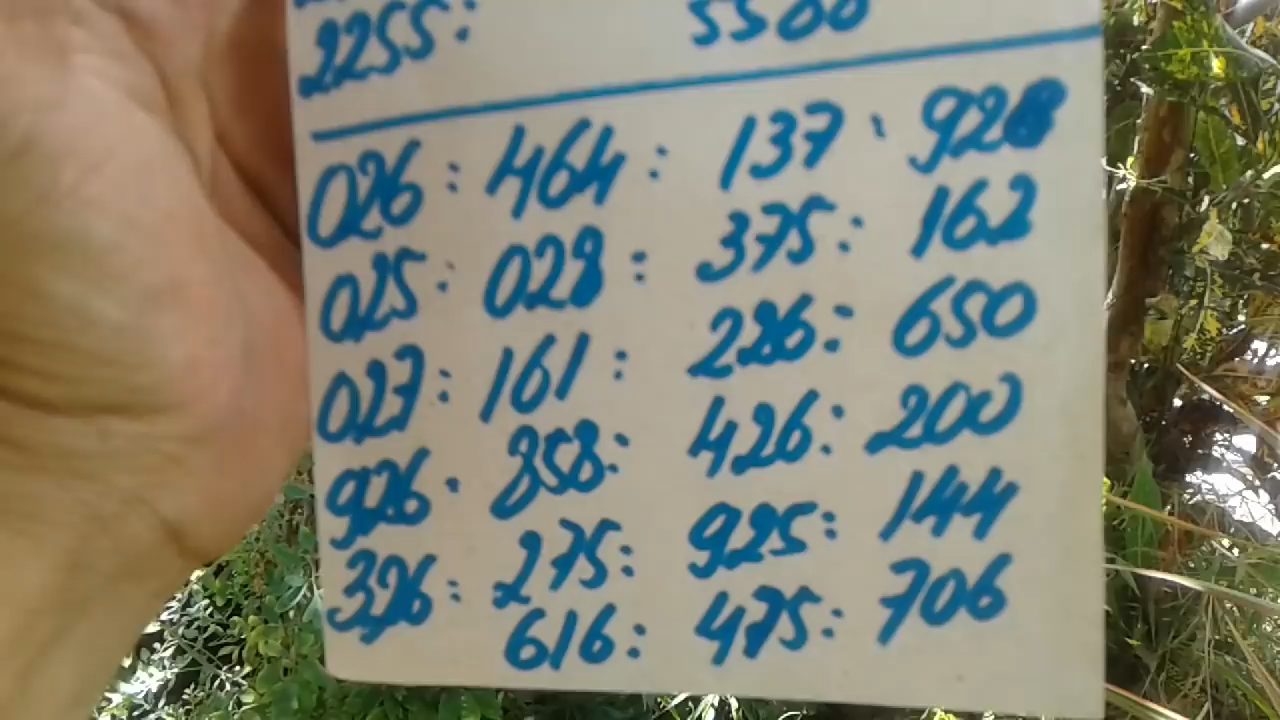 2255: 5500
026: 464: 137: 928
025: 028: 375: 162
027: 161: 286: 650
926: 858: 426: 200
326: 275: 925: 144
616: 475: 706